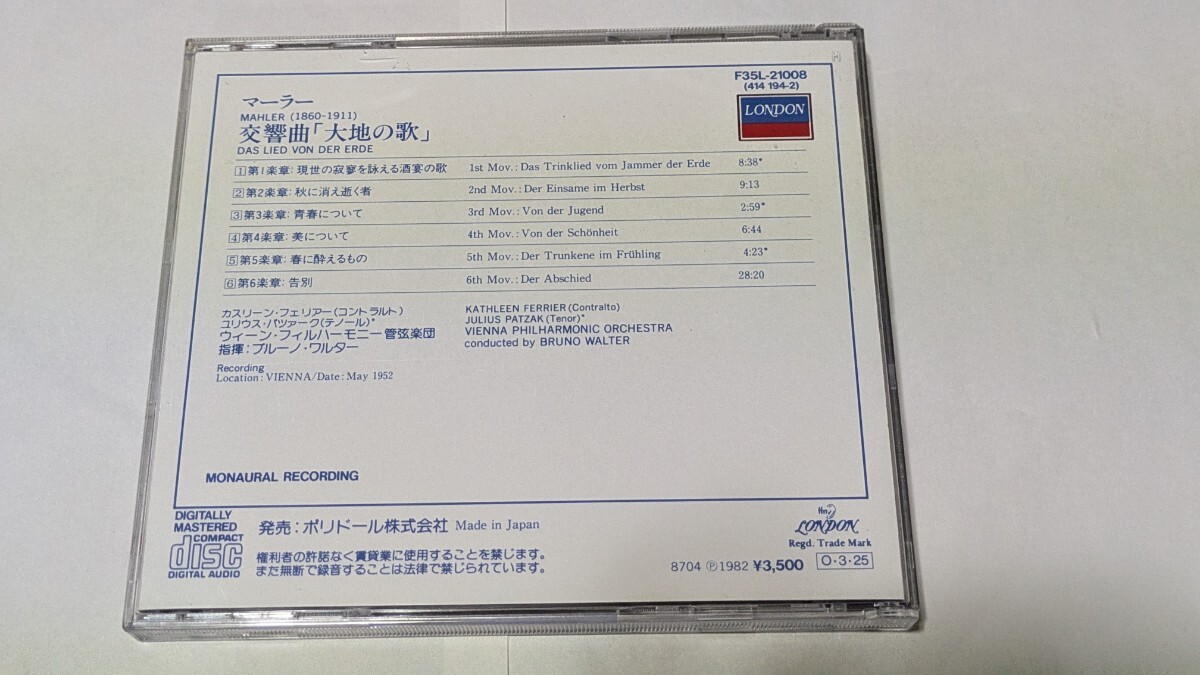 F35L-21008
(414 194-2)
LONDON
マーラー
MAHLER (1860-1911)
交響曲「大地の歌」
DAS LIED VON DER ERDE
1 第1楽章: 現世の寂寥を詠える酒宴の歌 1st Mov.: Das Trinklied vom Jammer der Erde 8:38*
2 第2楽章: 秋に消え逝く者 2nd Mov.: Der Einsame im Herbst 9:13
3 第3楽章: 青春について 3rd Mov.: Von der Jugend 2:59*
4 第4楽章: 美について 4th Mov.: Von der Schönheit 6:44
5 第5楽章: 春に酔えるもの 5th Mov.: Der Trunkene im Frühling 4:23*
6 第6楽章: 告別 6th Mov.: Der Abschied 28:20
カスリーン・フェリアー(コントラルト)
ユリウス・パツァーク(テノール)*
ウィーン・フィルハーモニー管弦楽団
指揮: ブルーノ・ワルター
KATHLEEN FERRIER (Contralto)
JULIUS PATZAK (Tenor)*
VIENNA PHILHARMONIC ORCHESTRA
conducted by BRUNO WALTER
Recording
Location: VIENNA/Date: May 1952
MONAURAL RECORDING
DIGITALLY
MASTERED
COMPACT
disc
DIGITAL AUDIO
発売: ポリドール株式会社 Made in Japan
権利者の許諾なく賃貸業に使用することを禁じます。
また無断で録音することは法律で禁じられています。
LONDON
Regd. Trade Mark
8704 Ⓟ1982 ¥3,500 O・3・25